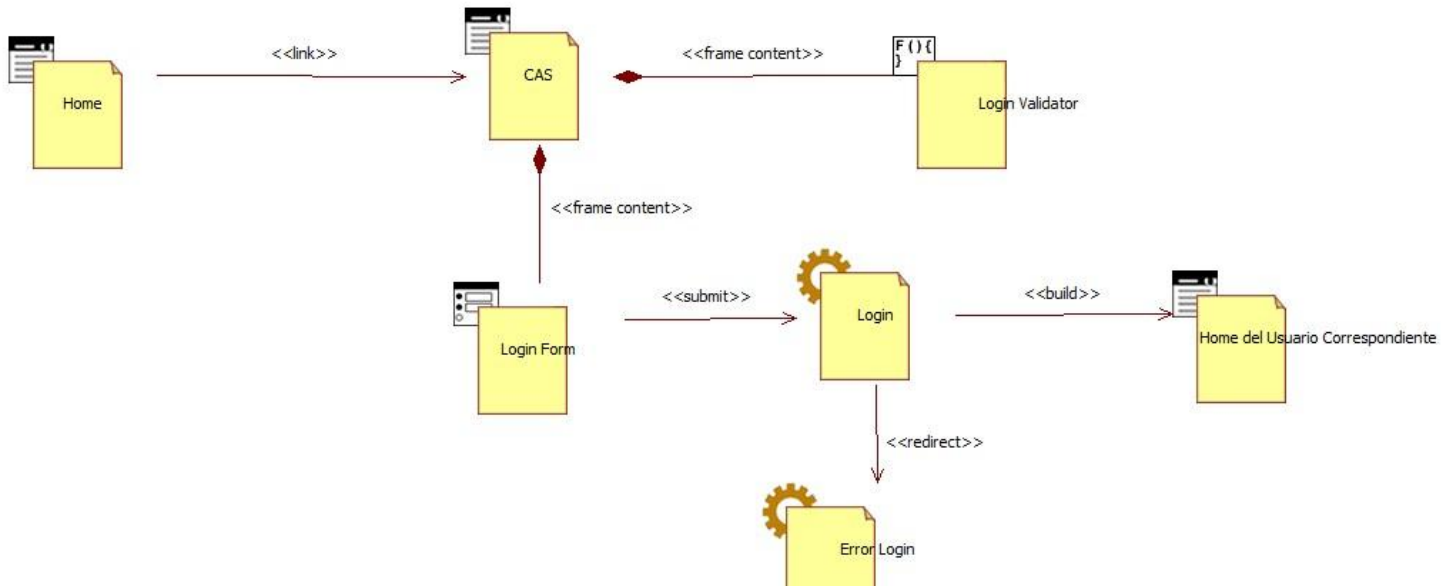 <<link>>
<<frame content>>
F(){
}
CAS
Home
Login Validator
<<frame content>>
<<submit>>
<<build>>
Login
Login Form
Home del Usuario Correspondiente
<<redirect>>
Error Login